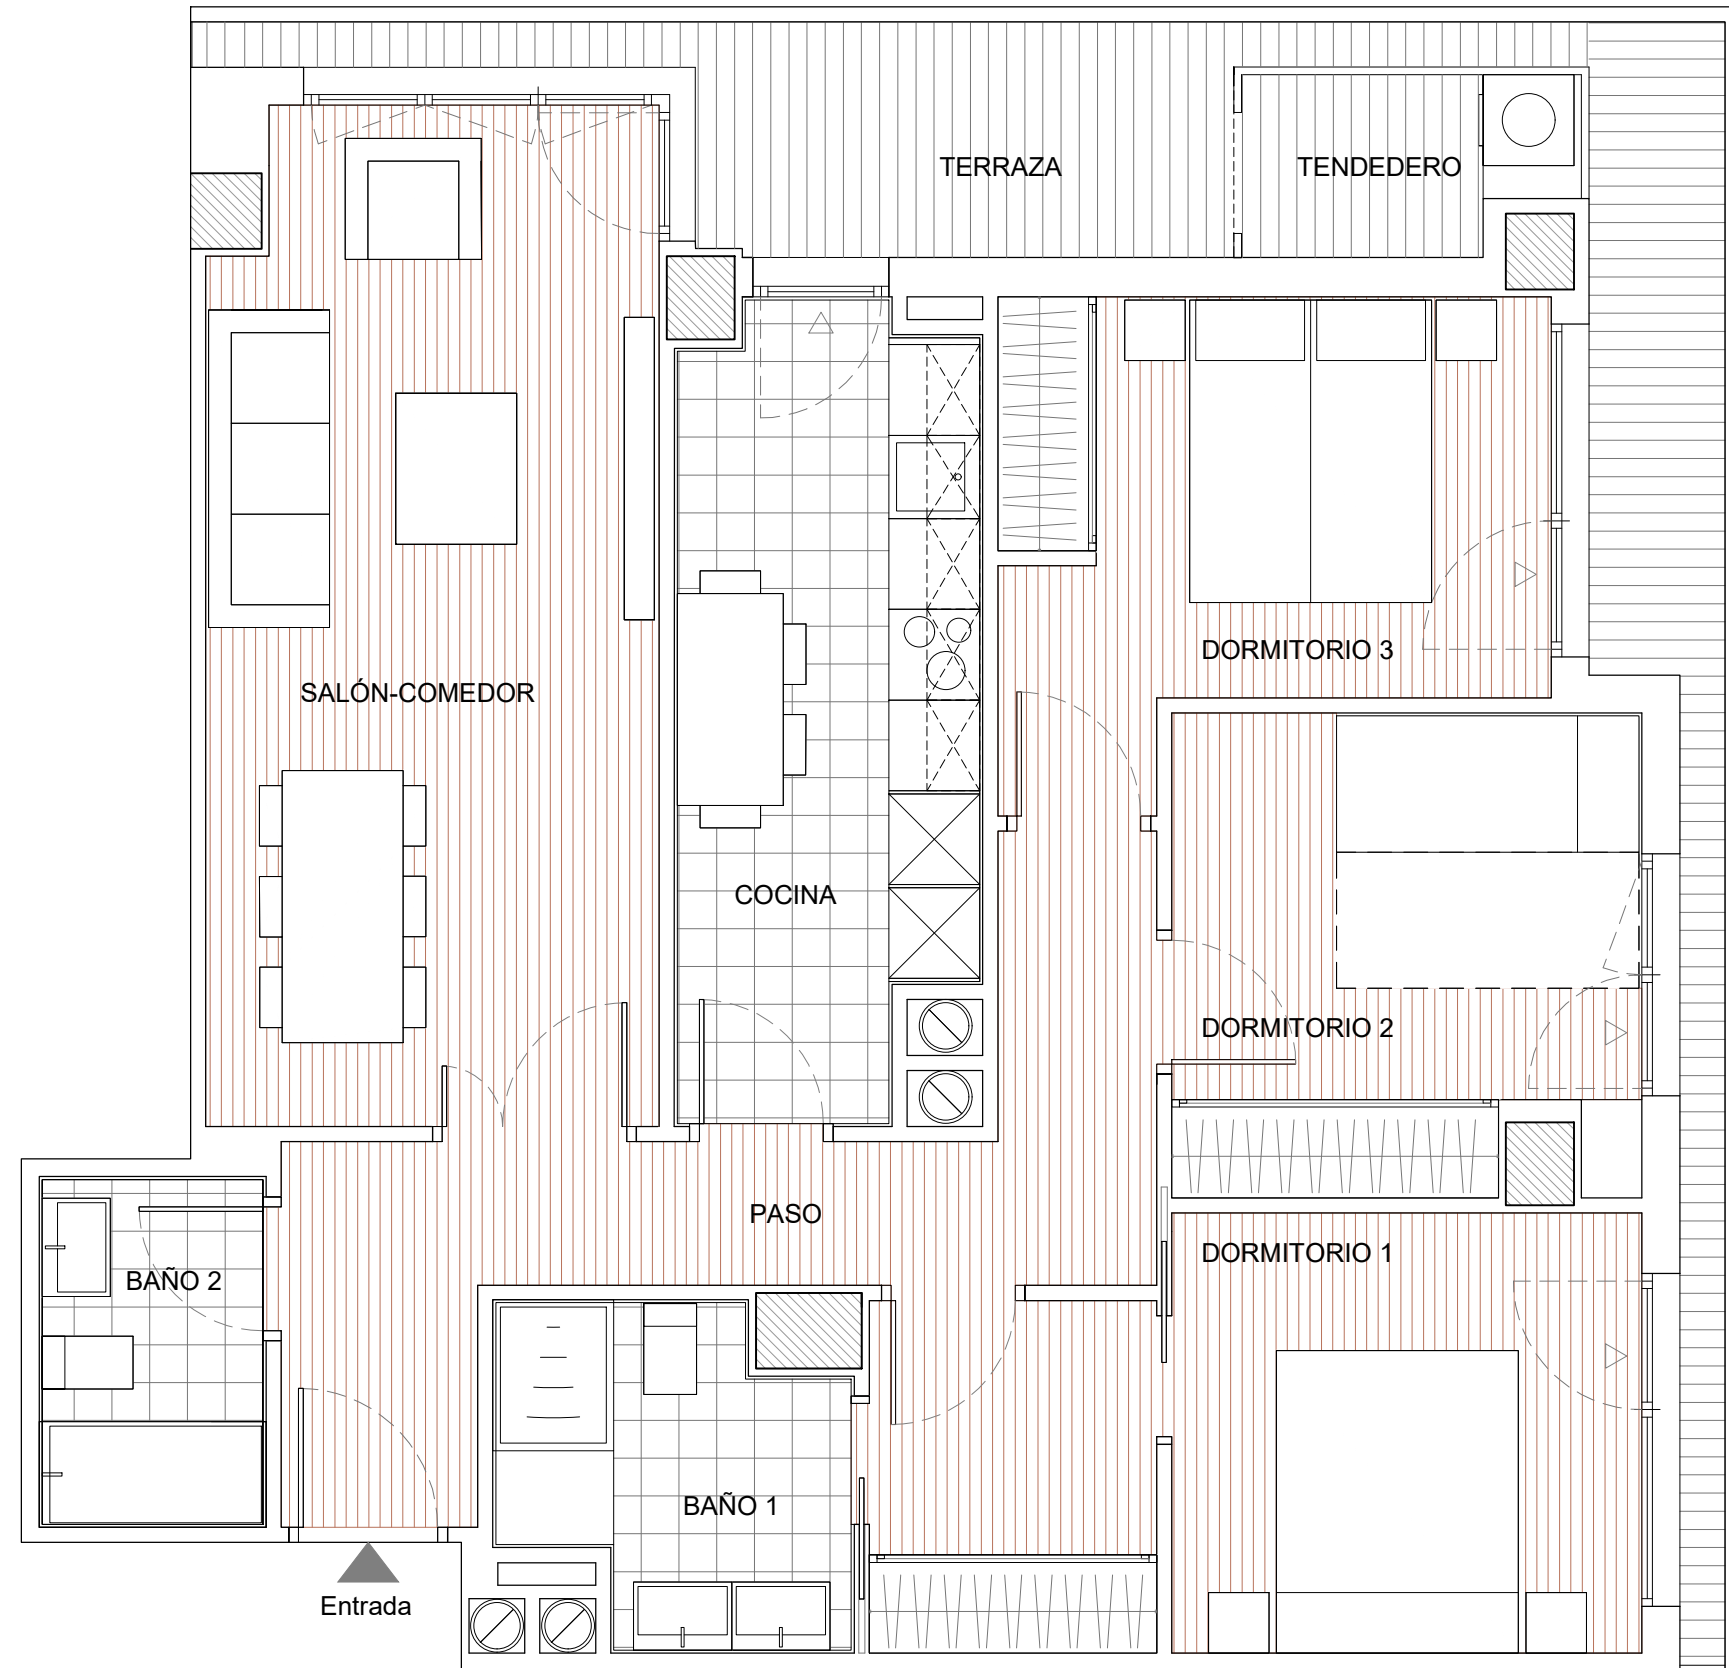 TERRAZA
TENDEDERO
DORMITORIO 3
SALÓN-COMEDOR
COCINA
DORMITORIO 2
PASO
DORMITORIO 1
BAÑO 2
BAÑO 1
Entrada